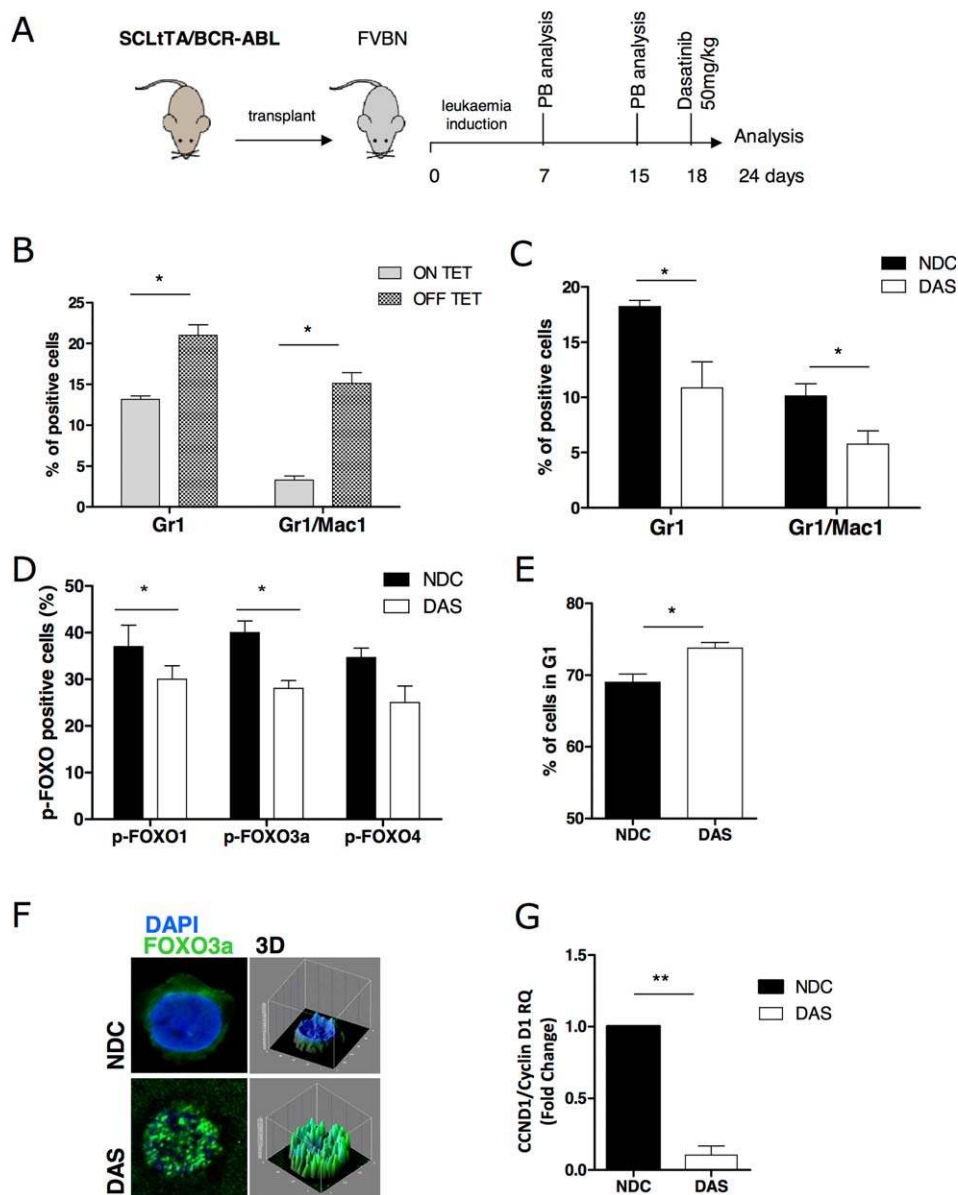 A
SCLtTA/BCR-ABL
FVBN
transplant
leukaemia
induction
PB analysis
PB analysis
Dasatinib
50mg/kg
Analysis
0 7 15 18 24 days
B
ON TET
OFF TET
*
*
% of positive cells
25
20
15
10
5
0
Gr1 Gr1/Mac1
C
NDC
DAS
*
*
% of positive cells
20
15
10
5
0
Gr1 Gr1/Mac1
D
NDC
DAS
*
*
p-FOXO positive cells (%)
50
40
30
20
10
0
p-FOXO1 p-FOXO3a p-FOXO4
E
*
% of cells in G1
80
70
60
50
NDC DAS
F
DAPI
FOXO3a 3D
NDC
DAS
G
NDC
DAS
**
CCND1/Cyclin D1 RQ
(Fold Change)
1.5
1.0
0.5
0.0
NDC DAS